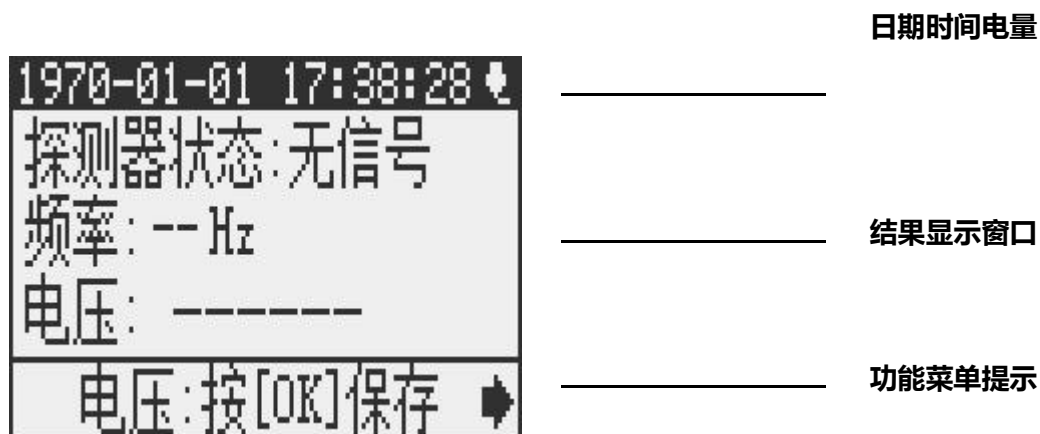 日期时间电量
1970-01-01 17:38:28
探测器状态:无信号
结果显示窗口
频率:--Hz
电压:------
功能菜单提示
电压:按[OK]保存